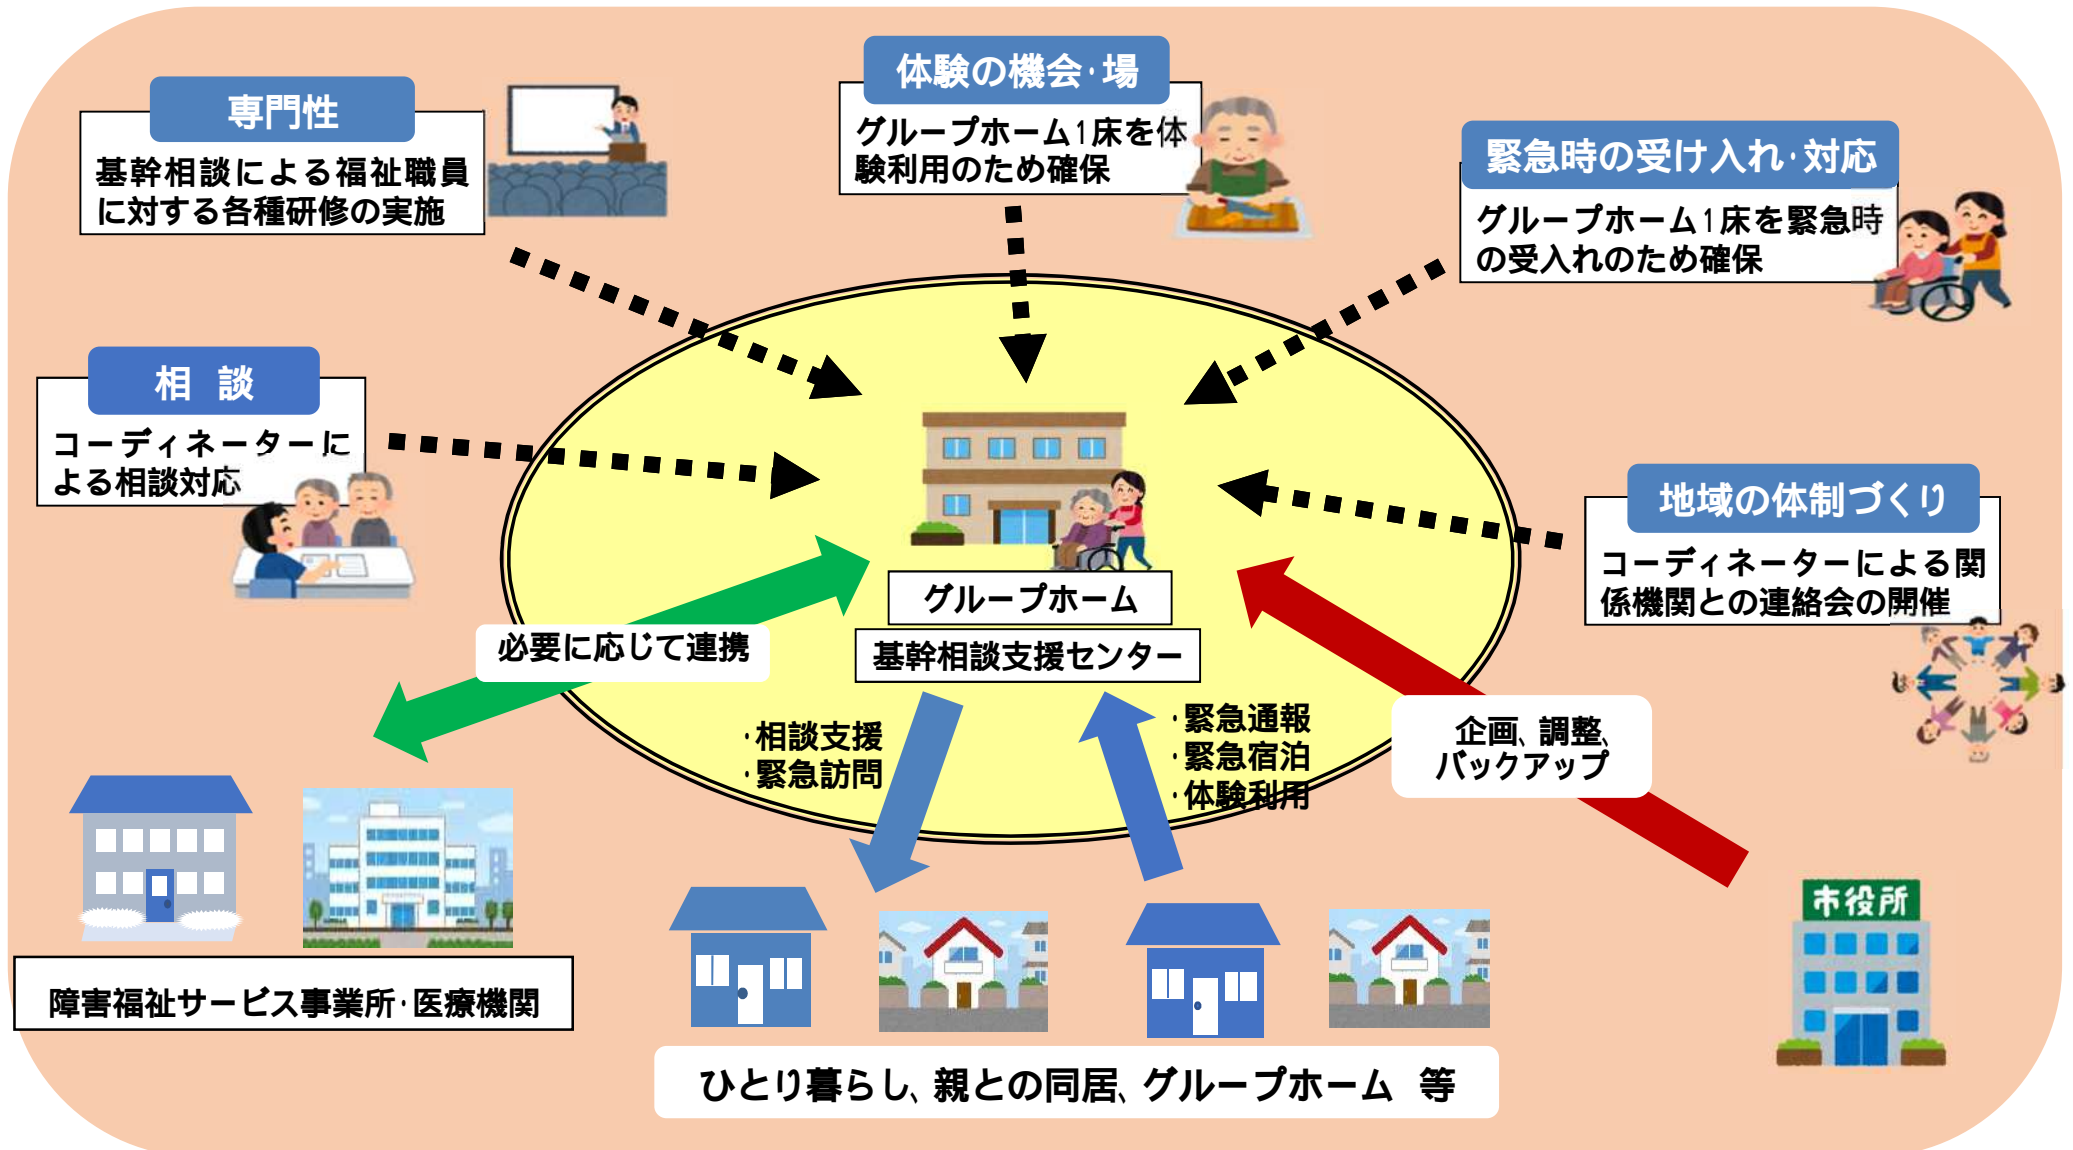 専門性
基幹相談による福祉職員
に対する各種研修の実施
体験の機会・場
グループホーム1床を体
験利用のため確保
緊急時の受け入れ・対応
グループホーム1床を緊急時
の受入れのため確保
相 談
コーディネーターに
よる相談対応
地域の体制づくり
コーディネーターによる関
係機関との連絡会の開催
グループホーム
基幹相談支援センター
必要に応じて連携
・相談支援
・緊急訪問
・緊急通報
・緊急宿泊
・体験利用
企画、調整、
バックアップ
市役所
障害福祉サービス事業所・医療機関
ひとり暮らし、親との同居、グループホーム 等